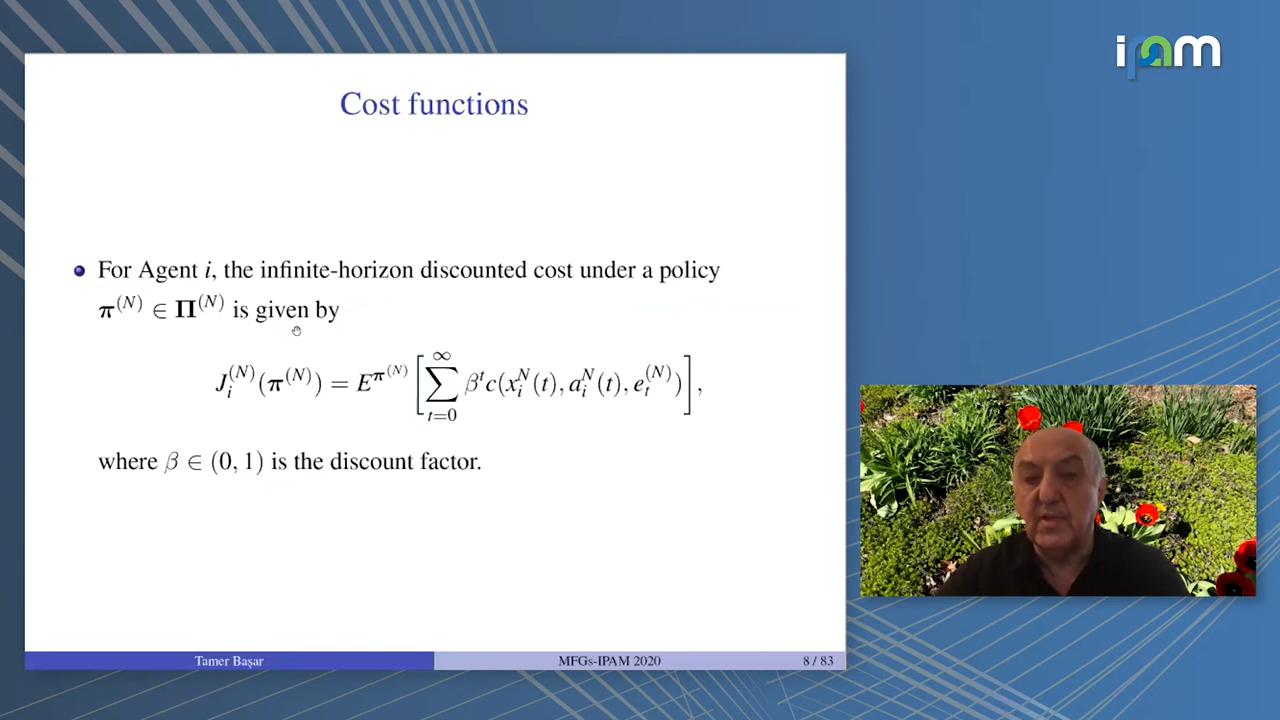 ipam
Cost functions
For Agent i, the infinite-horizon discounted cost under a policy
π^(N) ∈ Π^(N) is given by
J_i^(N)(π^(N)) = E^{π^(N)} [ ∑_{t=0}^{∞} β^t c(x_i^N(t), a_i^N(t), e_t^(N)) ],
where β ∈ (0, 1) is the discount factor.
Tamer Başar MFGs-IPAM 2020 8 / 83